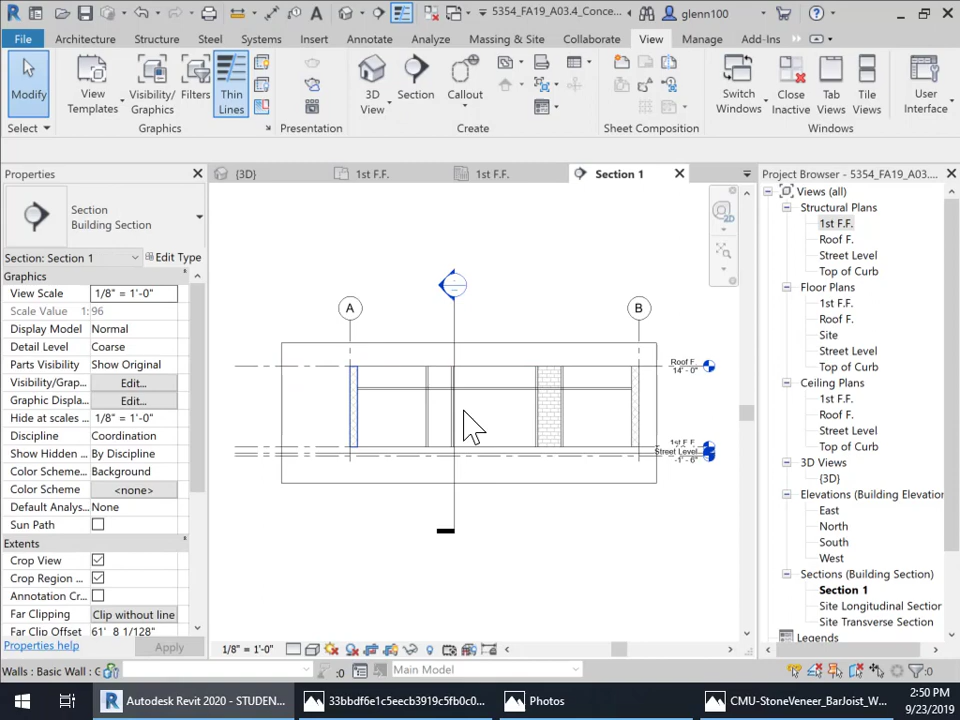 5354_FA19_A03.4_Conce...
glenn100
File
Architecture
Structure
Steel
Systems
Insert
Annotate
Analyze
Massing & Site
Collaborate
View
Manage
Add-Ins
Modify
View
Templates
Visibility/
Graphics
Filters
Thin
Lines
3D
View
Section
Callout
Switch
Windows
Close
Inactive
Tab
Views
Tile
Views
User
Interface
Select
Graphics
Presentation
Create
Sheet Composition
Windows
Properties
{3D}
1st F.F.
1st F.F.
Section 1
Project Browser - 5354_FA19_A03....
Section
Building Section
Section: Section 1
Edit Type
Graphics
View Scale 1/8" = 1'-0"
Scale Value 1: 96
Display Model Normal
Detail Level Coarse
Parts Visibility Show Original
Visibility/Grap... Edit...
Graphic Displa... Edit...
Hide at scales ... 1/8" = 1'-0"
Discipline Coordination
Show Hidden ... By Discipline
Color Scheme... Background
Color Scheme <none>
Default Analys... None
Sun Path
Extents
Crop View
Crop Region ...
Annotation Cr...
Far Clipping Clip without line
Far Clip Offset 61' 8 1/128"
Properties help
Apply
2D
A
B
Roof F.
14' - 0"
1st F.F.
Street Level
-1' - 6"
Views (all)
Structural Plans
1st F.F.
Roof F.
Street Level
Top of Curb
Floor Plans
1st F.F.
Roof F.
Site
Street Level
Top of Curb
Ceiling Plans
1st F.F.
Roof F.
Street Level
Top of Curb
3D Views
{3D}
Elevations (Building Elevation
East
North
South
West
Sections (Building Section)
Section 1
Site Longitudinal Section
Site Transverse Section
Legends
1/8" = 1'-0"
Walls : Basic Wall : C
:0
Main Model
:0
Autodesk Revit 2020 - STUDEN...
33bbdf6e1c5eecb3919c5fb0c0...
Photos
CMU-StoneVeneer_BarJoist_W...
2:50 PM
9/23/2019